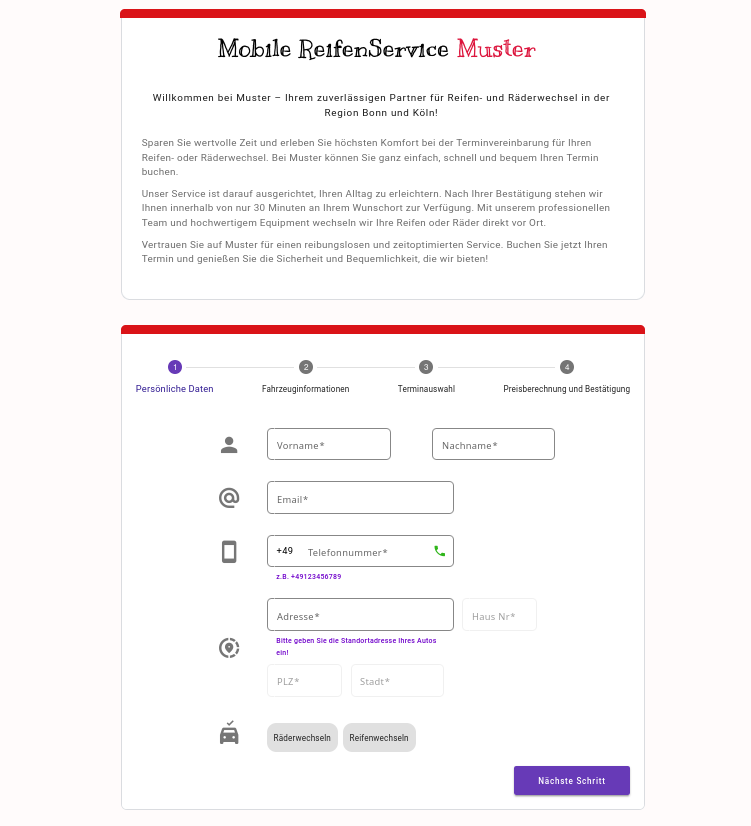 Mobile ReifenService Muster
Willkommen bei Muster – Ihrem zuverlässigen Partner für Reifen- und Räderwechsel in der
Region Bonn und Köln!
Sparen Sie wertvolle Zeit und erleben Sie höchsten Komfort bei der Terminvereinbarung für Ihren
Reifen- oder Räderwechsel. Bei Muster können Sie ganz einfach, schnell und bequem Ihren Termin
buchen.
Unser Service ist darauf ausgerichtet, Ihren Alltag zu erleichtern. Nach Ihrer Bestätigung stehen wir
Ihnen innerhalb von nur 30 Minuten an Ihrem Wunschort zur Verfügung. Mit unserem professionellen
Team und hochwertigem Equipment wechseln wir Ihre Reifen oder Räder direkt vor Ort.
Vertrauen Sie auf Muster für einen reibungslosen und zeitoptimierten Service. Buchen Sie jetzt Ihren
Termin und genießen Sie die Sicherheit und Bequemlichkeit, die wir bieten!
1 2 3 4
Persönliche Daten Fahrzeuginformationen Terminauswahl Preisberechnung und Bestätigung
Vorname* Nachname*
Email*
+49 Telefonnummer*
z.B. +49123456789
Adresse* Haus Nr*
Bitte geben Sie die Standortadresse Ihres Autos
ein!
PLZ* Stadt*
Räderwechseln Reifenwechseln
Nächste Schritt